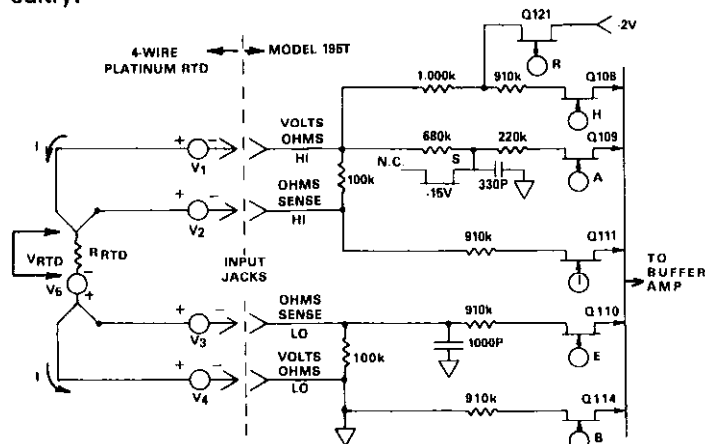 cuitry.
Q121
-2V
R
4-WIRE
PLATINUM RTD
MODEL 195T
1.000k
910k
Q108
H
VOLTS
OHMS
HI
680k
220k
Q109
N.C.
S
-15V
330P
A
I
V1
100k
OHMS
SENSE
HI
V2
910k
Q111
I
VRTD
RRTD
V5
INPUT
JACKS
TO
BUFFER
AMP
OHMS
SENSE
LO
V3
910k
Q110
1000P
E
100k
VOLTS
OHMS
LO
I
V4
910k
Q114
B